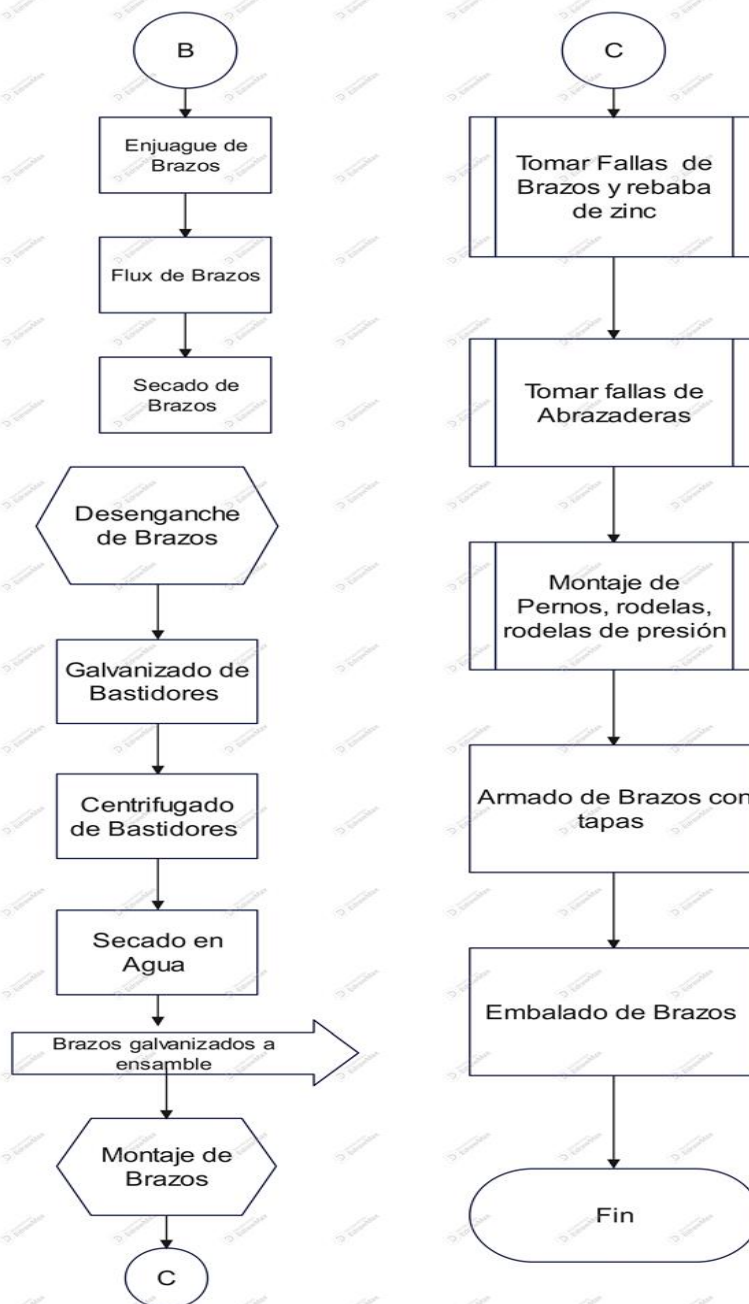 B
Enjuague de
Brazos
Flux de Brazos
Secado de
Brazos
Desenganche
de Brazos
Galvanizado de
Bastidores
Centrifugado
de Bastidores
Secado en
Agua
Brazos galvanizados a
ensamble
Montaje de
Brazos
C
C
Tomar Fallas de
Brazos y rebaba
de zinc
Tomar fallas de
Abrazaderas
Montaje de
Pernos, rodelas,
rodelas de presión
Armado de Brazos con
tapas
Embalado de Brazos
Fin